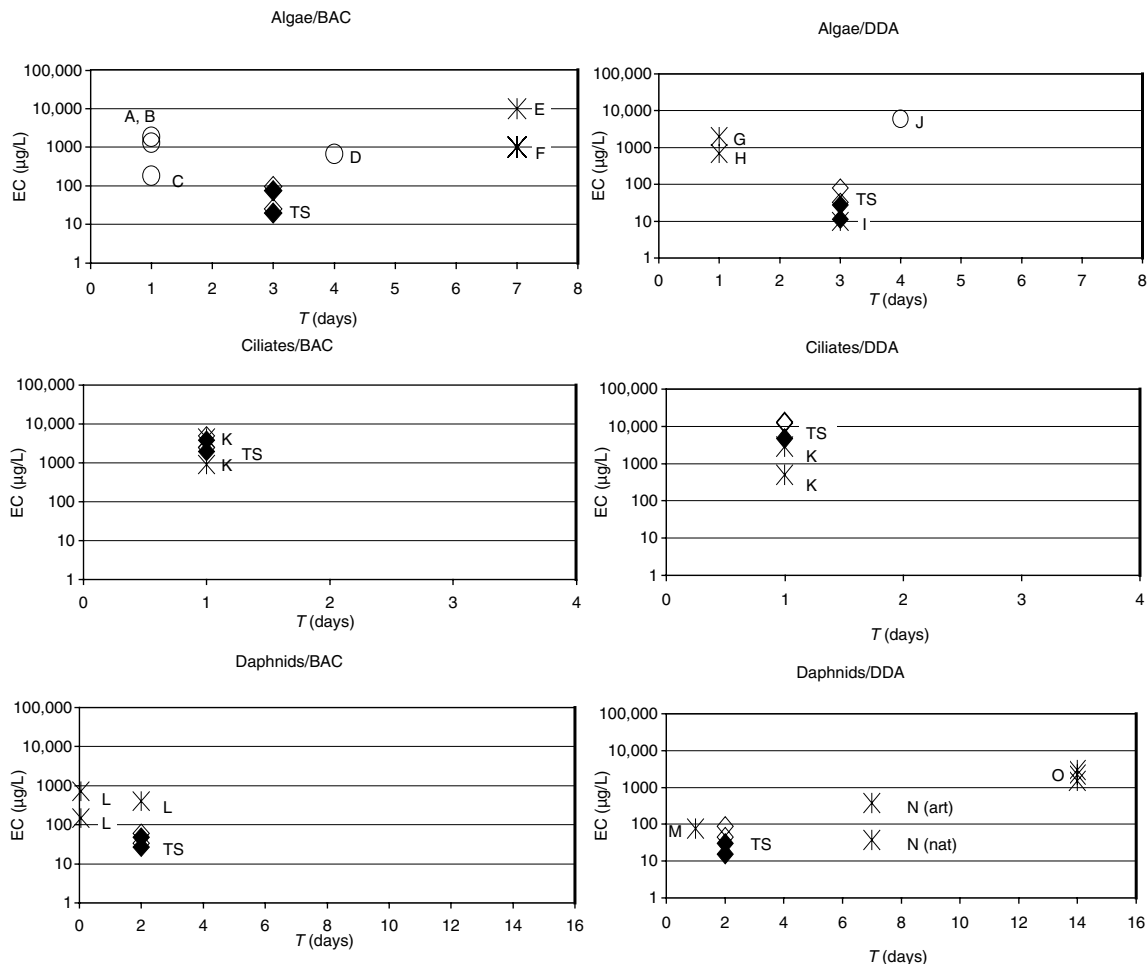 Algae/BAC
EC (µg/L)
100,000
10,000
1000
100
10
1
A, B
C
TS
D
E
F
0 1 2 3 4 5 6 7 8
T (days)
Algae/DDA
EC (µg/L)
100,000
10,000
1000
100
10
1
G
H
TS
I
J
0 1 2 3 4 5 6 7 8
T (days)
Ciliates/BAC
EC (µg/L)
100,000
10,000
1000
100
10
1
K
TS
K
0 1 2 3 4
T (days)
Ciliates/DDA
EC (µg/L)
100,000
10,000
1000
100
10
1
TS
K
K
0 1 2 3 4
T (days)
Daphnids/BAC
EC (µg/L)
100,000
10,000
1000
100
10
1
L
L
L
TS
0 2 4 6 8 10 12 14 16
T (days)
Daphnids/DDA
EC (µg/L)
100,000
10,000
1000
100
10
1
O
N (art)
M
TS
N (nat)
0 2 4 6 8 10 12 14 16
T (days)